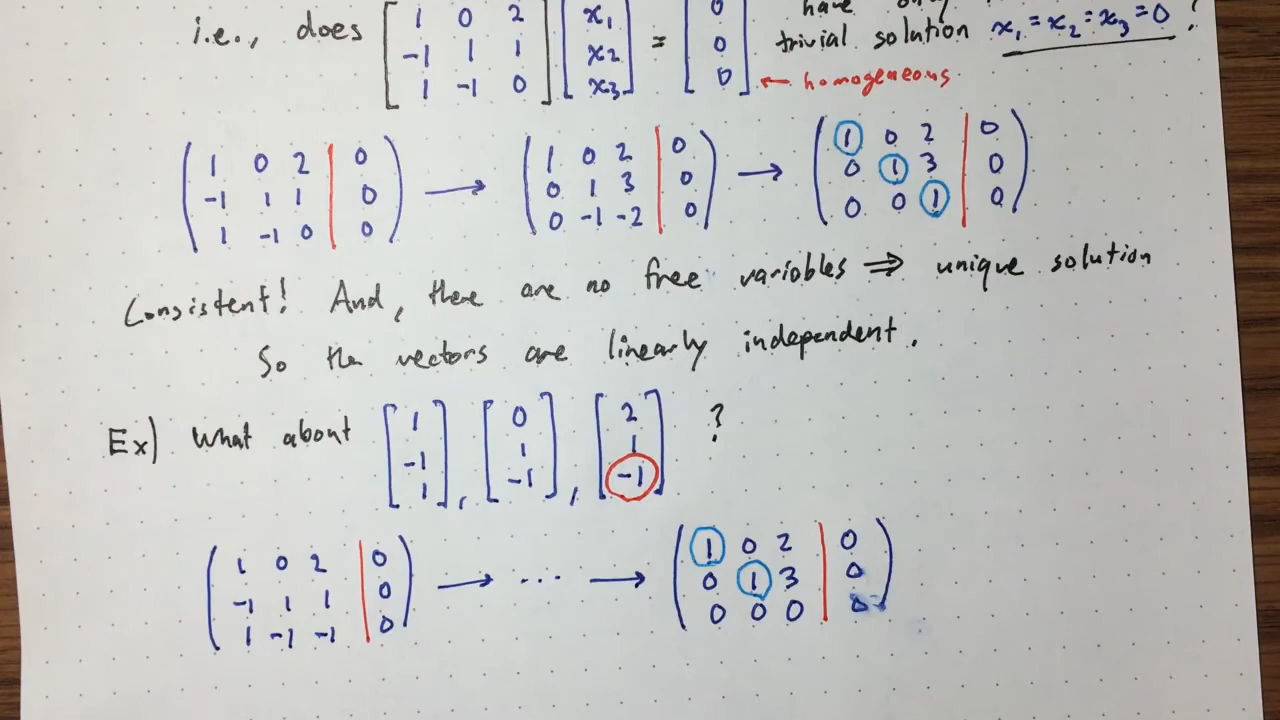 i.e., does [1 0 2; -1 1 1; 1 -1 0] [x₁; x₂; x₃] = [0; 0; 0] have only trivial solution x₁ = x₂ = x₃ = 0 ?
← homogeneous
(1 0 2 | 0; -1 1 1 | 0; 1 -1 0 | 0) → (1 0 2 | 0; 0 1 3 | 0; 0 -1 -2 | 0) → (1 0 2 | 0; 0 1 3 | 0; 0 0 1 | 0)
Consistent! And, there are no free variables ⇒ unique solution
So the vectors are linearly independent.
Ex) What about [1; -1; 1], [0; 1; -1], [2; 1; -1] ?
(1 0 2 | 0; -1 1 1 | 0; 1 -1 -1 | 0) → ... → (1 0 2 | 0; 0 1 3 | 0; 0 0 0 | 0)